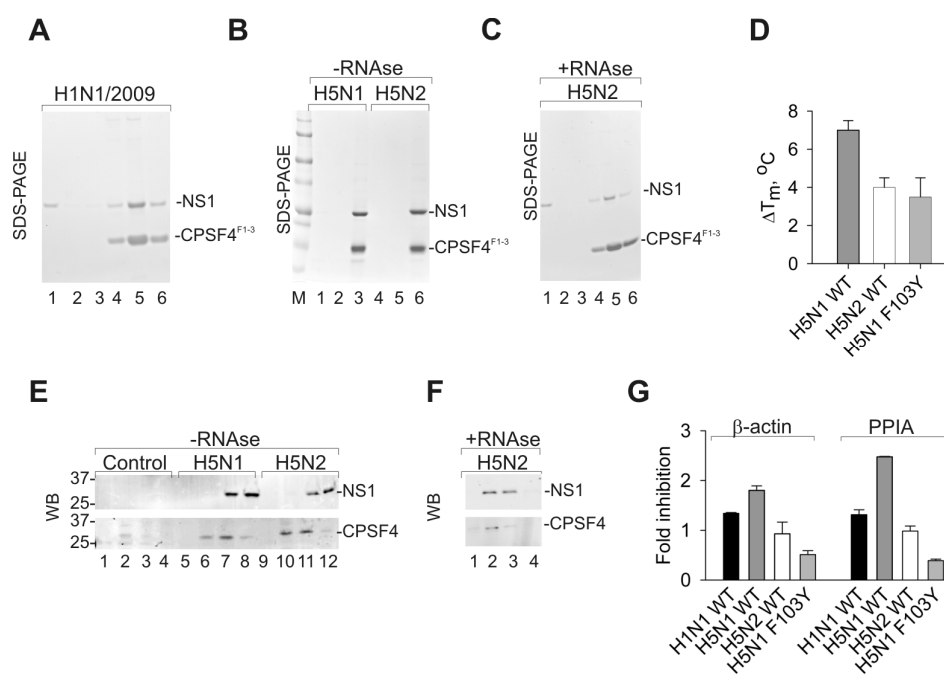 A
H1N1/2009
SDS-PAGE
-NS1
-CPSF4F1-3
1 2 3 4 5 6
B
-RNAse
H5N1 H5N2
SDS-PAGE
-NS1
-CPSF4F1-3
M 1 2 3 4 5 6
C
+RNAse
H5N2
SDS-PAGE
-NS1
-CPSF4F1-3
1 2 3 4 5 6
D
ΔTm, oC
8
6
4
2
0
H5N1 WT
H5N2 WT
H5N1 F103Y
E
-RNAse
Control H5N1 H5N2
WB
37-
25-
-NS1
37-
25-
-CPSF4
1 2 3 4 5 6 7 8 9 10 11 12
F
+RNAse
H5N2
WB
-NS1
-CPSF4
1 2 3 4
G
β-actin PPIA
Fold inhibition
3
2
1
0
H1N1 WT
H5N1 WT
H5N2 WT
H5N1 F103Y
H1N1 WT
H5N1 WT
H5N2 WT
H5N1 F103Y